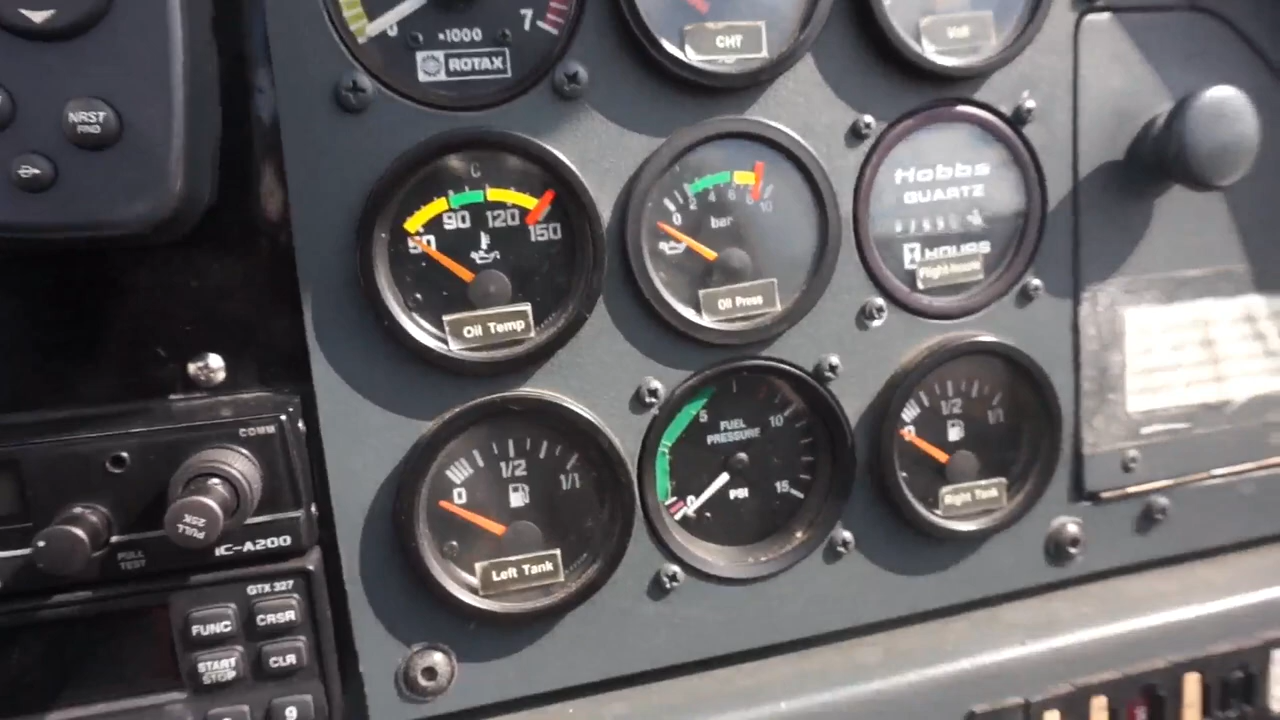 0
7
×1000
ROTAX
CHT
Volt
NRST
FIND
C
50 90 120 150
Oil Temp
0 2 4 6 8 10
bar
Oil Press
Hobbs
QUARTZ
HOURS
Flight hours
COMM
PULL
25K
PULL
TEST
IC-A200
0 1/2 1/1
Left Tank
0 5 10 15
FUEL
PRESSURE
PSI
0 1/2 1/1
Right Tank
GTX 327
FUNC CRSR
START
STOP
CLR
9